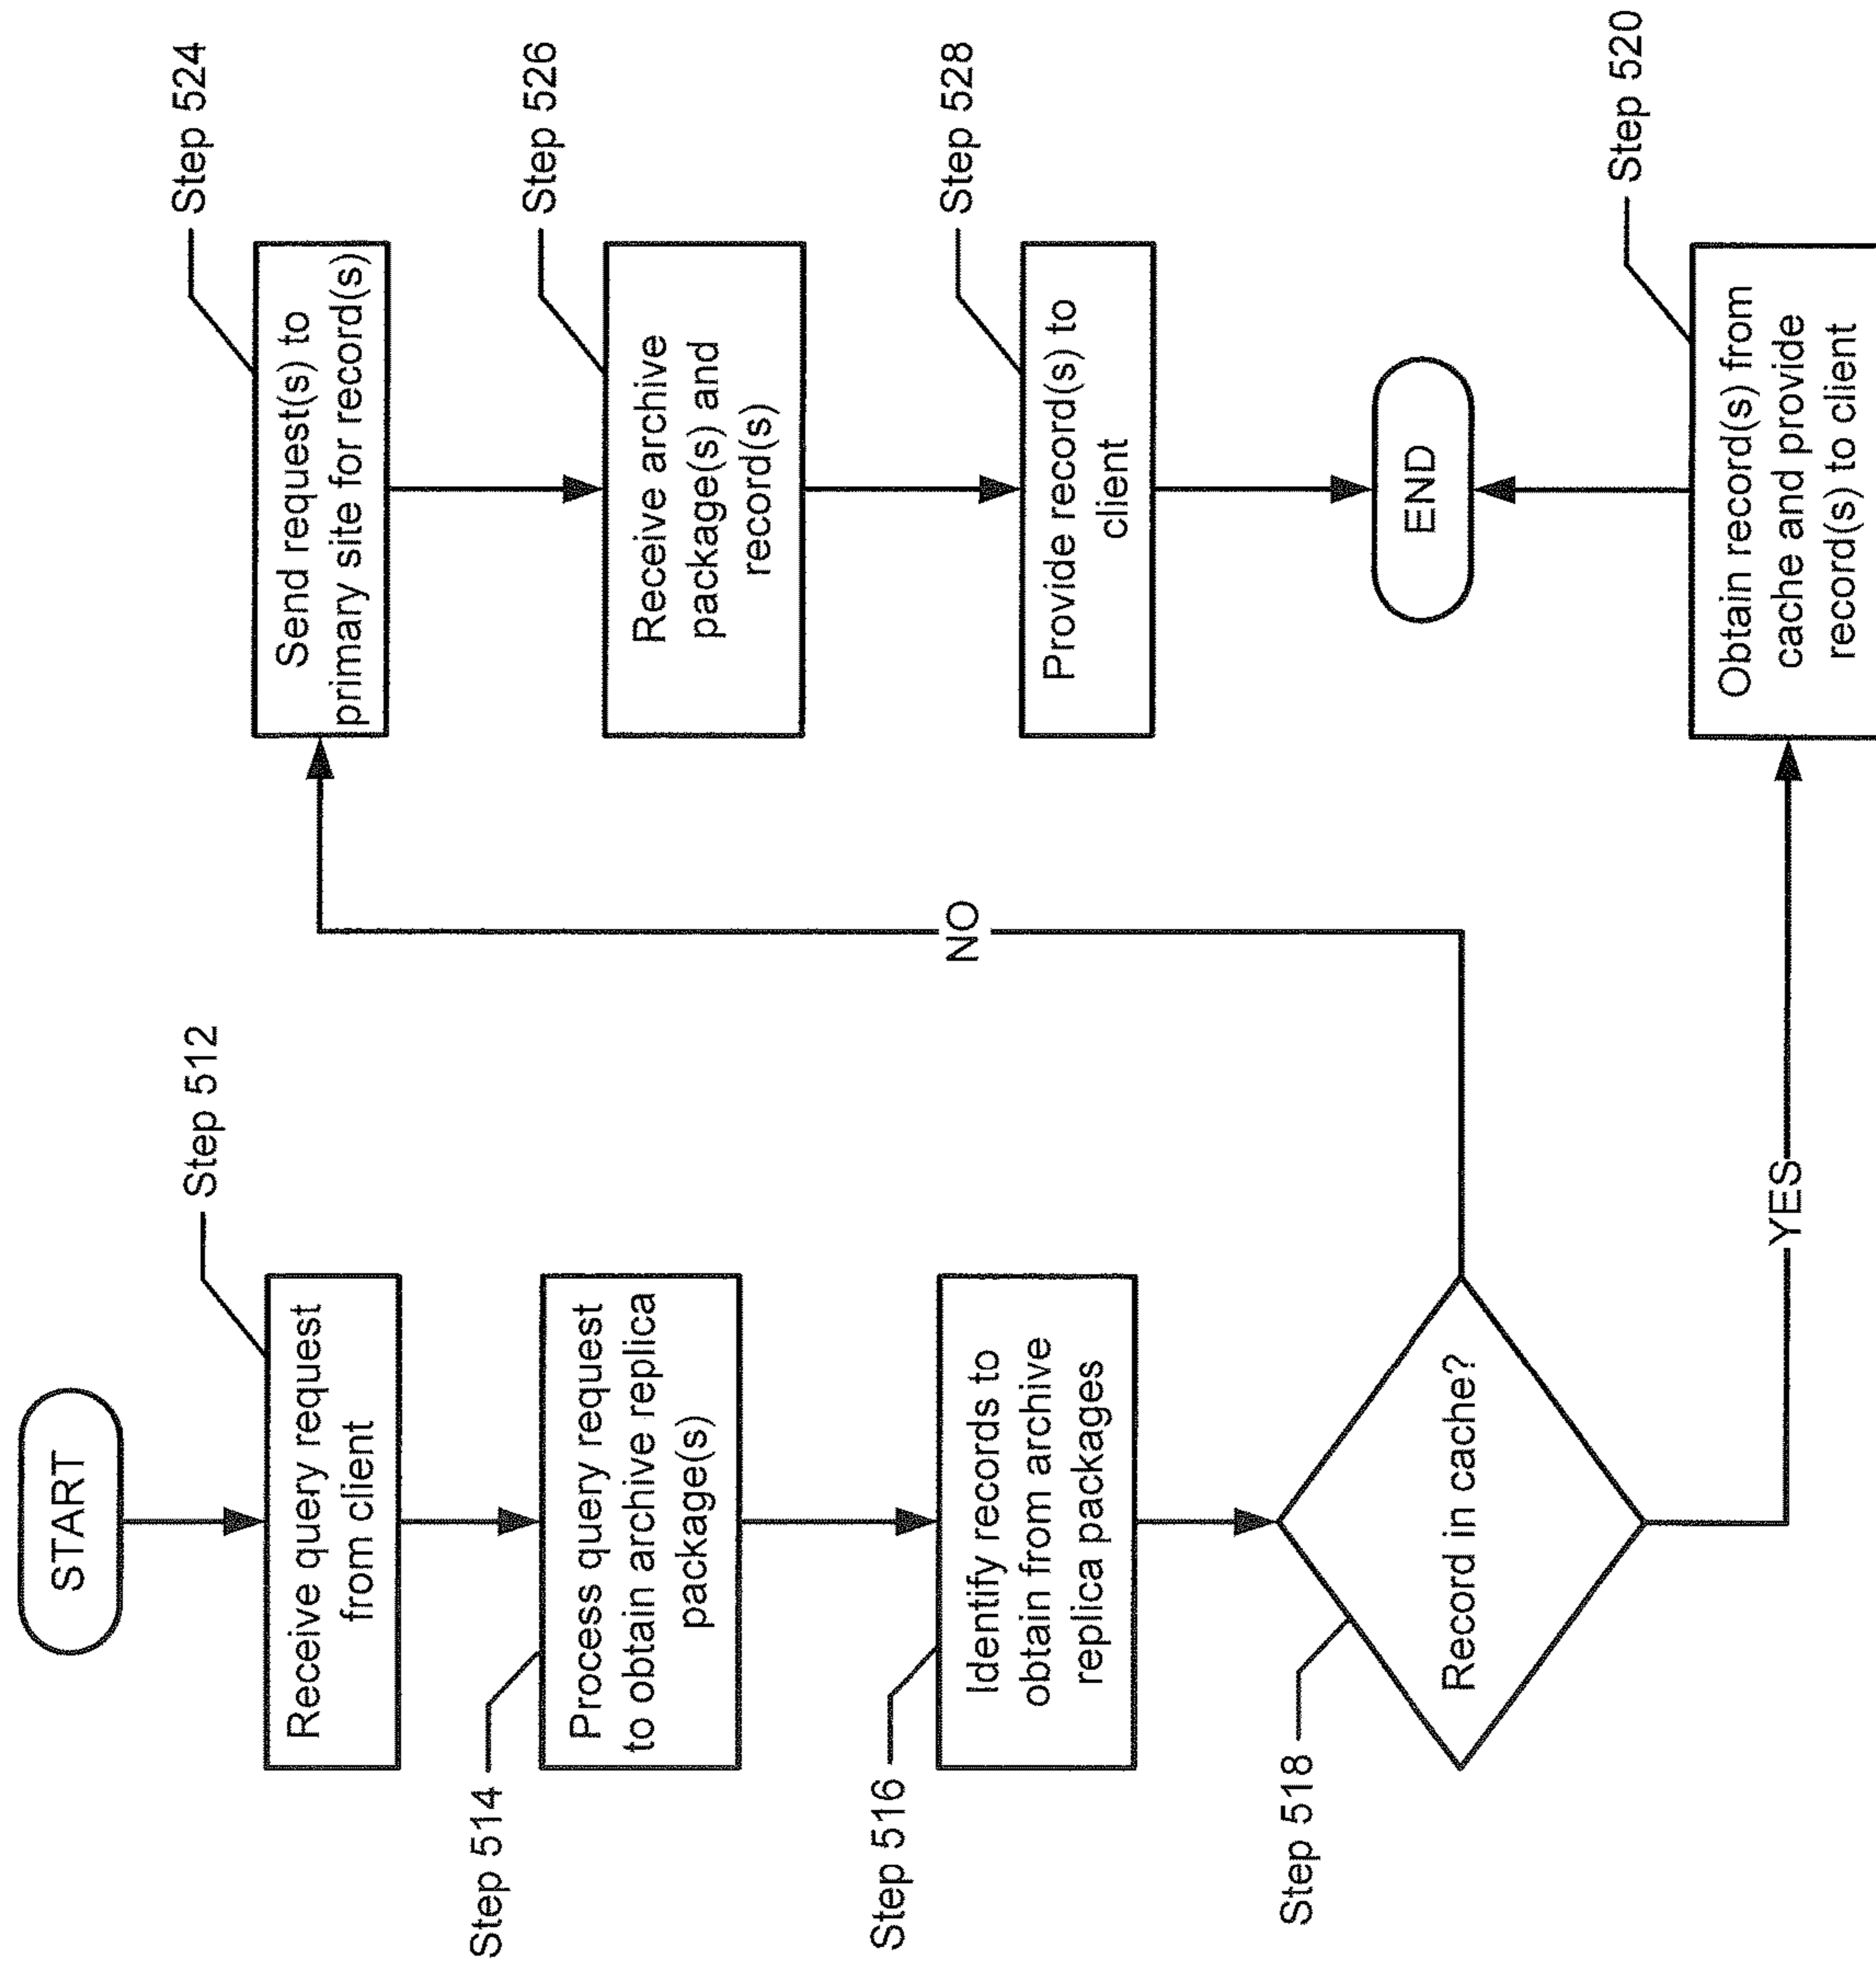 START
Step 512
Receive query request
from client
Step 514
Process query request
to obtain archive replica
package(s)
Step 516
Identify records to
obtain from archive
replica packages
Step 518
Record in cache?
NO
YES
Step 524
Send request(s) to
primary site for record(s)
Step 526
Receive archive
package(s) and
record(s)
Step 528
Provide record(s) to
client
END
Step 520
Obtain record(s) from
cache and provide
record(s) to client